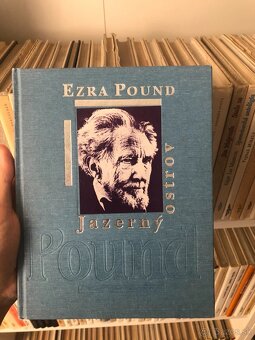 EZRA POUND
Jazerný
ostrov
Pound